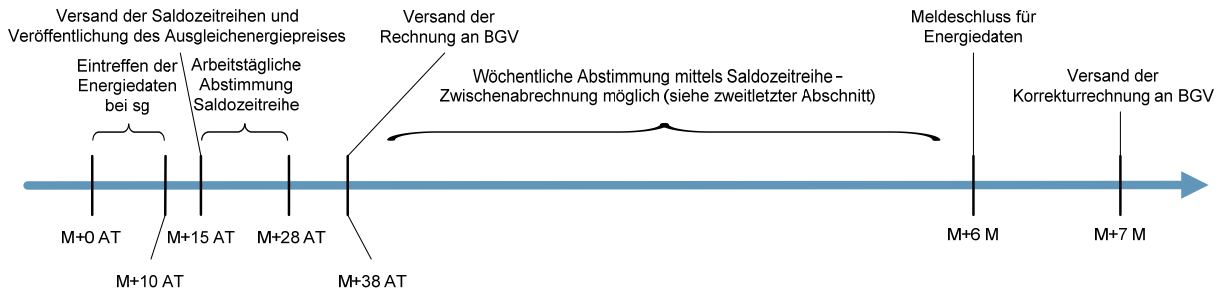 Versand der Saldozeitreihen und
Veröffentlichung des Ausgleichenergiepreises
Eintreffen der
Energiedaten
bei sg
Arbeitstägliche
Abstimmung
Saldozeitreihe
Versand der
Rechnung an BGV
Wöchentliche Abstimmung mittels Saldozeitreihe –
Zwischenabrechnung möglich (siehe zweitletzter Abschnitt)
Meldeschluss für
Energiedaten
Versand der
Korrekturrechnung an BGV
M+0 AT
M+10 AT
M+15 AT
M+28 AT
M+38 AT
M+6 M
M+7 M